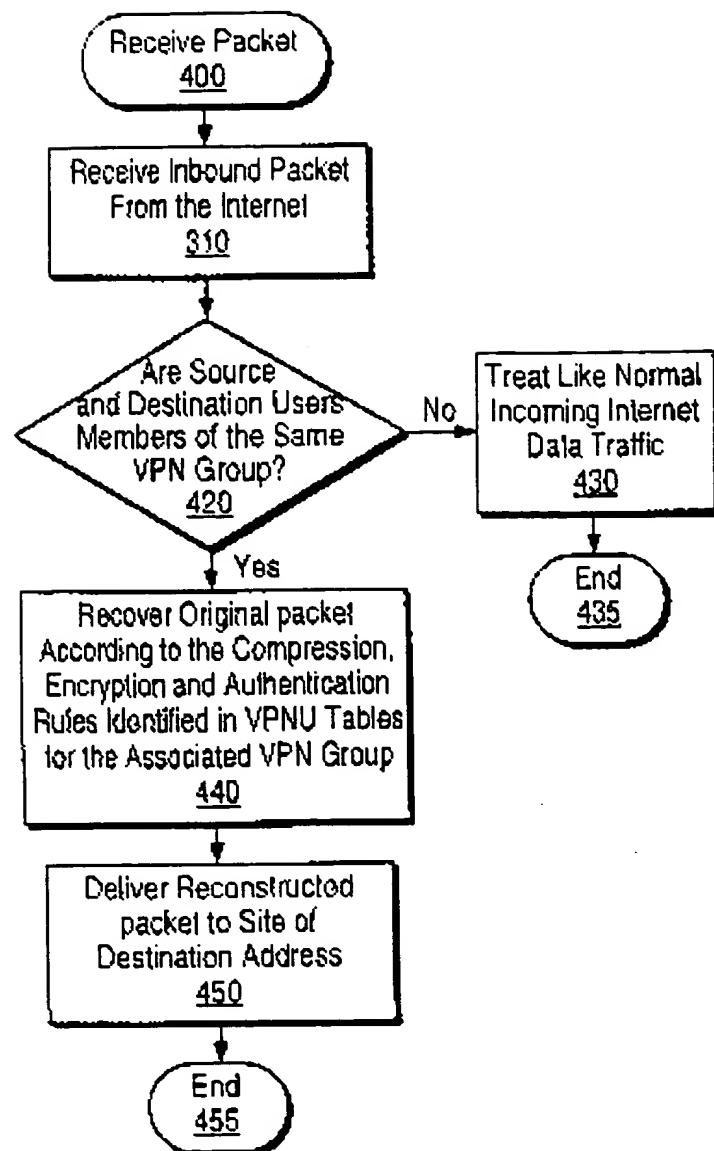 Receive Packet
400
Receive Inbound Packet
From the Internet
310
Are Source
and Destination Users
Members of the Same
VPN Group?
420
No
Treat Like Normal
Incoming Internet
Data Traffic
430
End
435
Yes
Recover Original packet
According to the Compression,
Encryption and Authentication
Rules Identified in VPNU Tables
for the Associated VPN Group
440
Deliver Reconstructed
packet to Site of
Destination Address
450
End
455